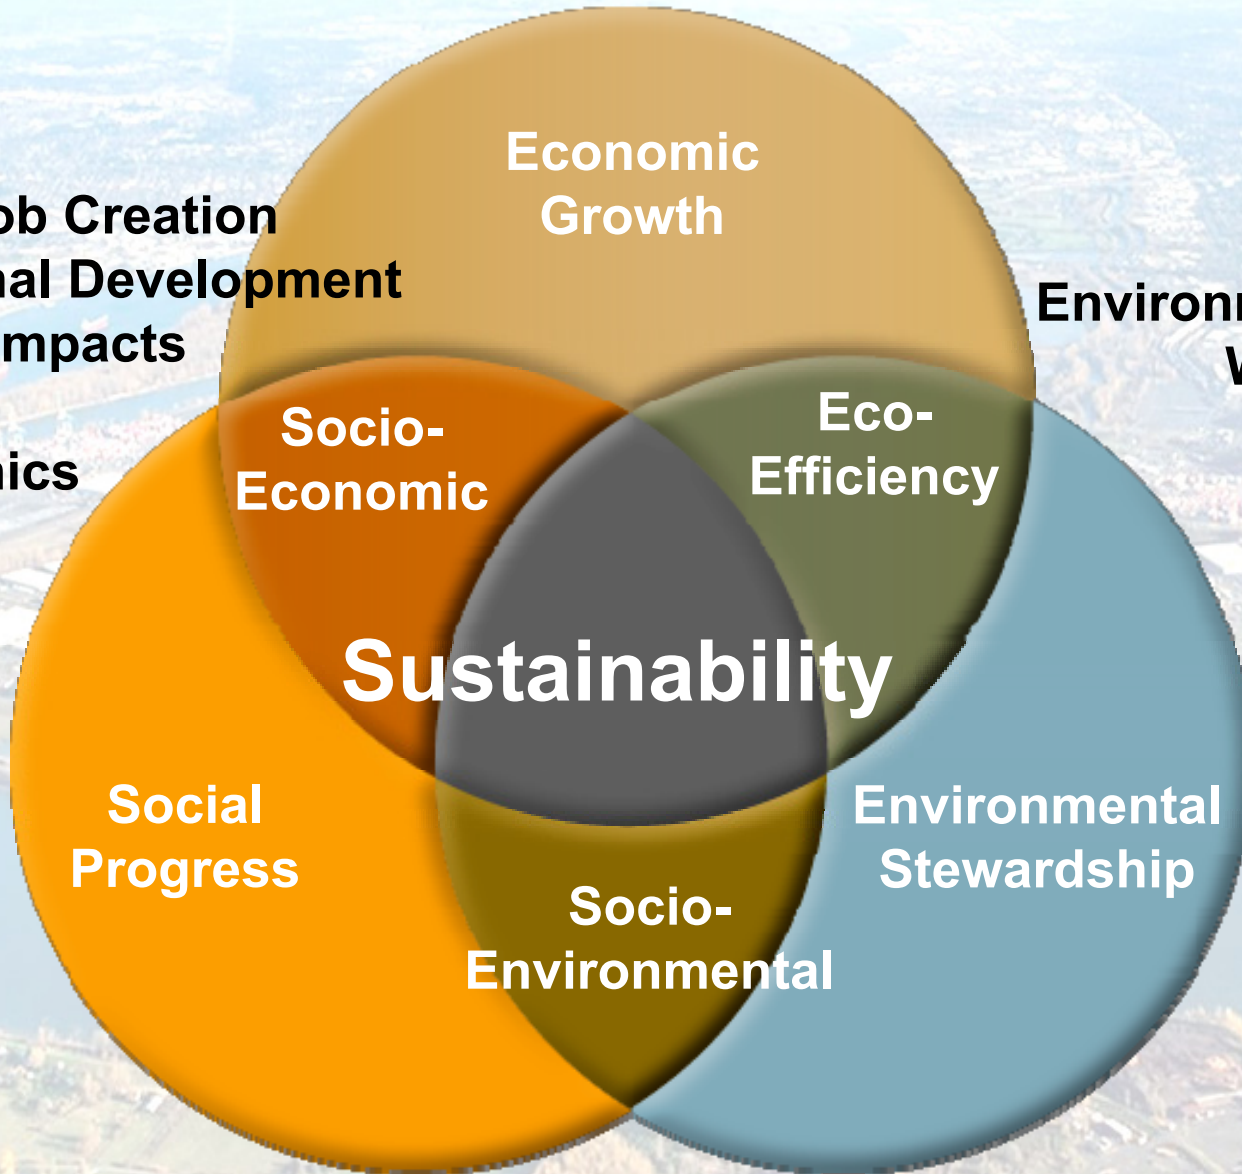 Economic
Growth
ob Creation
nal Development
mpacts
nics
Environ
W
Socio-
Economic
Eco-
Efficiency
Sustainability
Social
Progress
Environmental
Stewardship
Socio-
Environmental